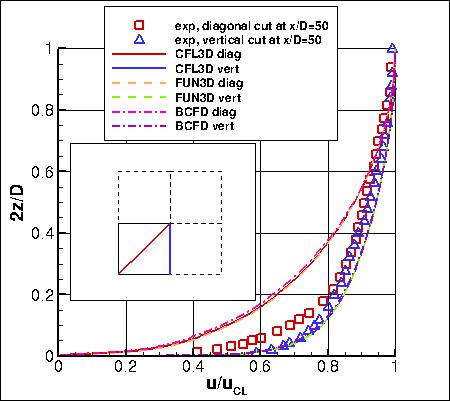 exp, diagonal cut at x/D=50
exp, vertical cut at x/D=50
CFL3D diag
CFL3D vert
FUN3D diag
FUN3D vert
BCFD diag
BCFD vert
1
0.8
0.6
0.4
0.2
0
2z/D
0 0.2 0.4 0.6 0.8 1
u/uCL